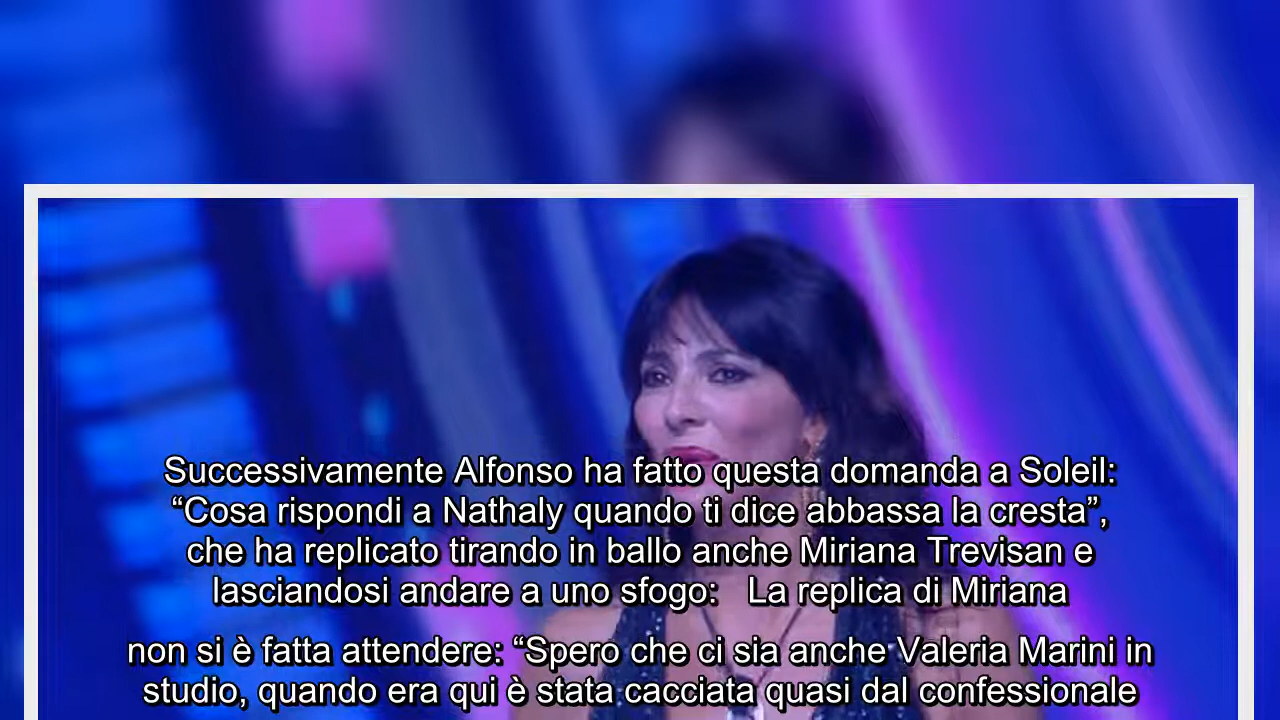 Successivamente Alfonso ha fatto questa domanda a Soleil:
“Cosa rispondi a Nathaly quando ti dice abbassa la cresta”,
che ha replicato tirando in ballo anche Miriana Trevisan e
lasciandosi andare a uno sfogo:   La replica di Miriana
non si è fatta attendere: “Spero che ci sia anche Valeria Marini in
studio, quando era qui è stata cacciata quasi dal confessionale